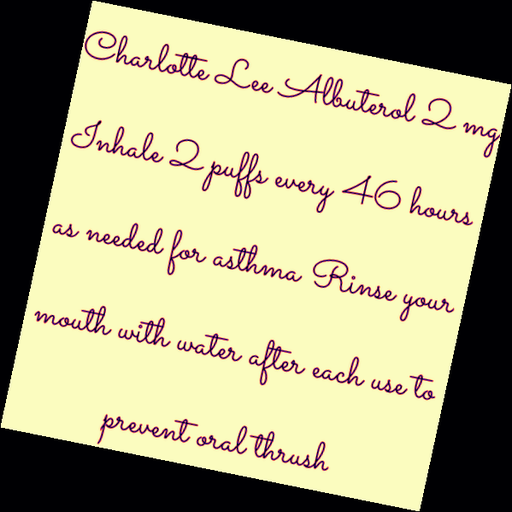 Charlotte Lee Albuterol 2 mg
Inhale 2 puffs every 46 hours
as needed for asthma Rinse your
mouth with water after each use to
prevent oral thrush